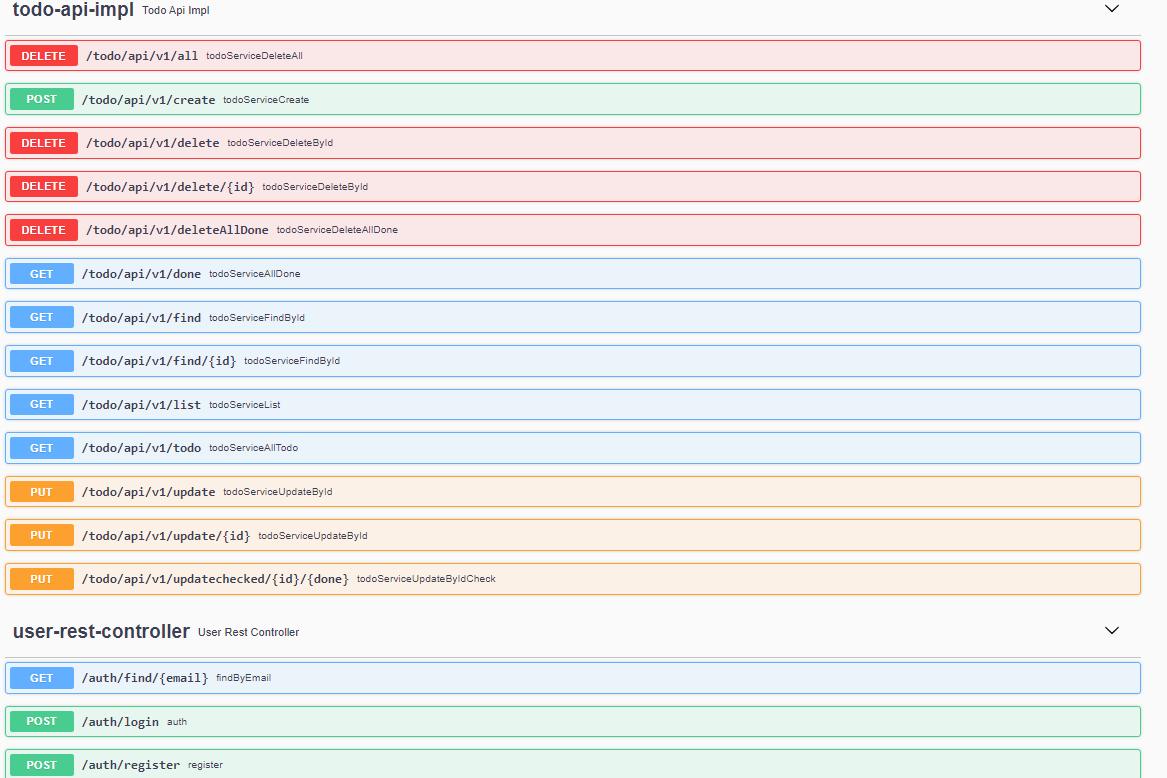 todo-api-impl Todo Api Impl
DELETE /todo/api/v1/all todoServiceDeleteAll
POST /todo/api/v1/create todoServiceCreate
DELETE /todo/api/v1/delete todoServiceDeleteById
DELETE /todo/api/v1/delete/{id} todoServiceDeleteById
DELETE /todo/api/v1/deleteAllDone todoServiceDeleteAllDone
GET /todo/api/v1/done todoServiceAllDone
GET /todo/api/v1/find todoServiceFindById
GET /todo/api/v1/find/{id} todoServiceFindById
GET /todo/api/v1/list todoServiceList
GET /todo/api/v1/todo todoServiceAllTodo
PUT /todo/api/v1/update todoServiceUpdateById
PUT /todo/api/v1/update/{id} todoServiceUpdateById
PUT /todo/api/v1/updatechecked/{id}/{done} todoServiceUpdateByIdCheck
user-rest-controller User Rest Controller
GET /auth/find/{email} findByEmail
POST /auth/login auth
POST /auth/register register